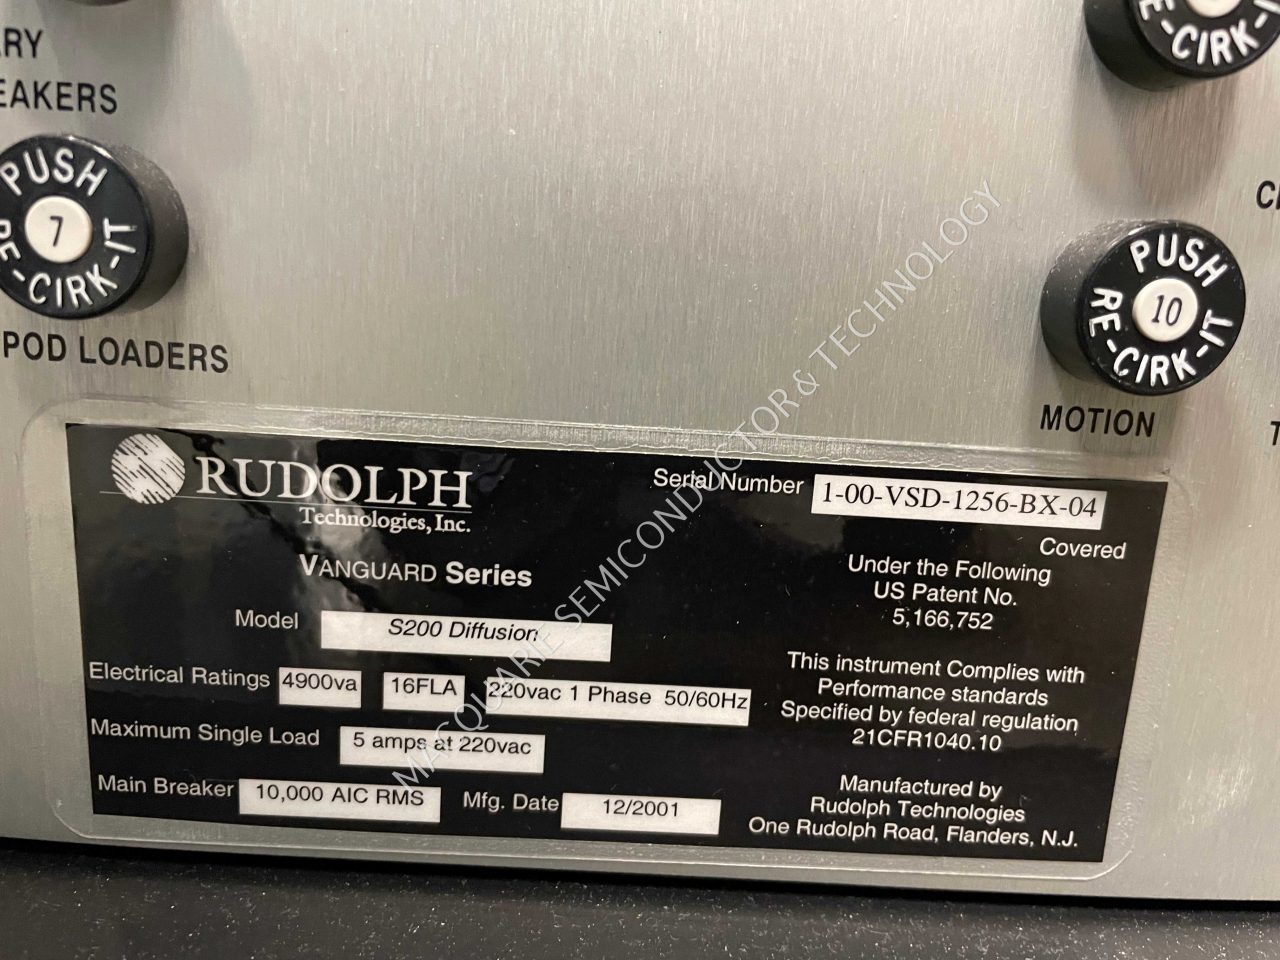 PUSH
RE-CIRK-IT
7
POD LOADERS
RE-CIRK-IT
PUSH
RE-CIRK-IT
10
MOTION
RUDOLPH
Technologies, Inc.
VANGUARD Series
Model S200 Diffusion
Electrical Ratings 4900va 16FLA 220vac 1 Phase 50/60Hz
Maximum Single Load 5 amps at 220vac
Main Breaker 10,000 AIC RMS Mfg. Date 12/2001
Serial Number 1-00-VSD-1256-BX-04
Covered
Under the Following
US Patent No.
5,166,752
This instrument Complies with
Performance standards
Specified by federal regulation
21CFR1040.10
Manufactured by
Rudolph Technologies
One Rudolph Road, Flanders, N.J.
MACQUARIE SEMICONDUCTOR & TECHNOLOGY